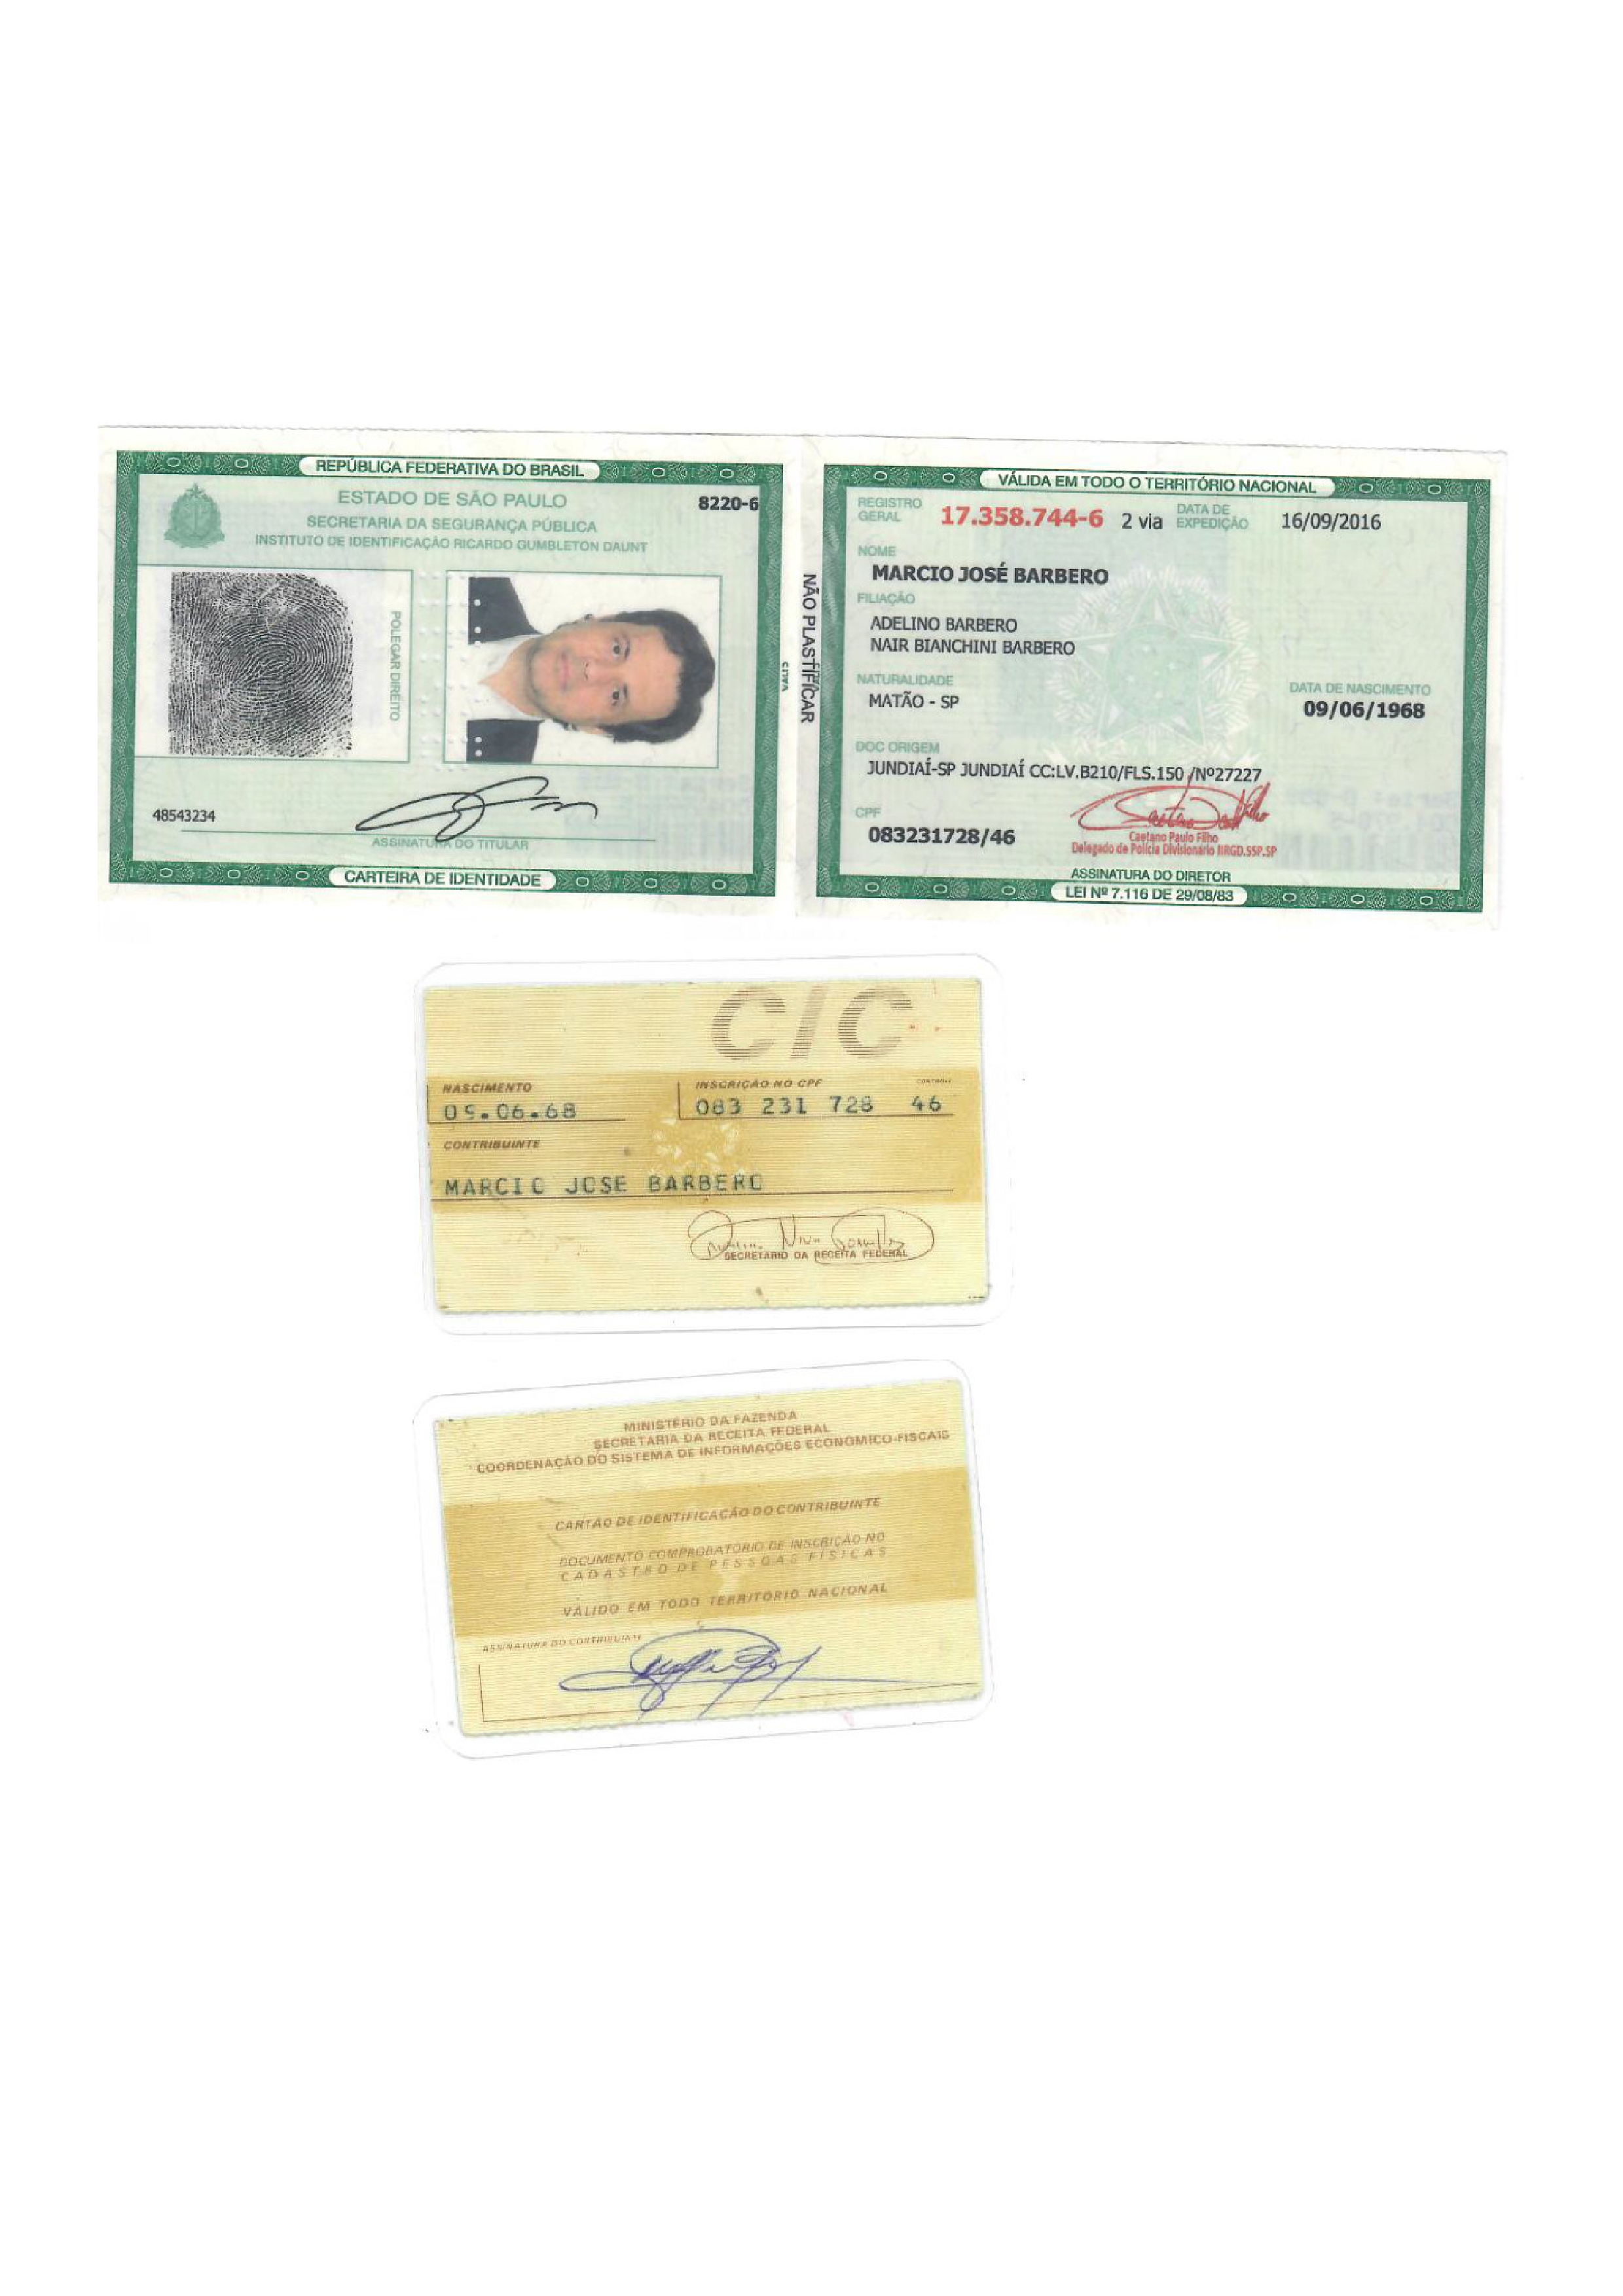 REPÚBLICA FEDERATIVA DO BRASIL
ESTADO DE SÃO PAULO
8220-6
SECRETARIA DA SEGURANÇA PÚBLICA
INSTITUTO DE IDENTIFICAÇÃO RICARDO GUMBLETON DAUNT
POLEGAR DIREITO
48543234
ASSINATURA DO TITULAR
CARTEIRA DE IDENTIDADE
NÃO PLASTIFICAR
VÁLIDA EM TODO O TERRITÓRIO NACIONAL
REGISTRO GERAL 17.358.744-6 2 via DATA DE EXPEDIÇÃO 16/09/2016
NOME
MARCIO JOSÉ BARBERO
FILIAÇÃO
ADELINO BARBERO
NAIR BIANCHINI BARBERO
NATURALIDADE
MATÃO - SP
DATA DE NASCIMENTO
09/06/1968
DOC ORIGEM
JUNDIAÍ-SP JUNDIAÍ CC:LV.B210/FLS.150 /Nº27227
CPF
083231728/46
Caetano Paulo Filho
Delegado de Polícia Divisionário IIRGD.SSP.SP
ASSINATURA DO DIRETOR
LEI Nº 7.116 DE 29/08/83
CIC
NASCIMENTO
09.06.68
INSCRIÇÃO NO CPF
CONTROLE
083 231 728 46
CONTRIBUINTE
MARCIO JOSE BARBERO
SECRETARIO DA RECEITA FEDERAL
MINISTÉRIO DA FAZENDA
SECRETARIA DA RECEITA FEDERAL
COORDENAÇÃO DO SISTEMA DE INFORMAÇÕES ECONÔMICO-FISCAIS
CARTÃO DE IDENTIFICAÇÃO DO CONTRIBUINTE
DOCUMENTO COMPROBATÓRIO DE INSCRIÇÃO NO
CADASTRO DE PESSOAS FÍSICAS
VÁLIDO EM TODO TERRITÓRIO NACIONAL
ASSINATURA DO CONTRIBUINTE